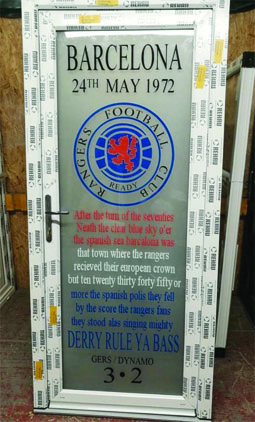 BARCELONA
24TH MAY 1972
RANGERS FOOTBALL CLUB
READY
After the turn of the seventies
Neath the clear blue sky o'er
the spanish sea barcalona was
that town where the rangers
recieved their european crown
but ten twenty thirty forty fifty or
more the spanish polis they fell
by the score the rangers fans
they stood alas singing mighty
DERRY RULE YA BASS
GERS / DYNAMO
3 • 2